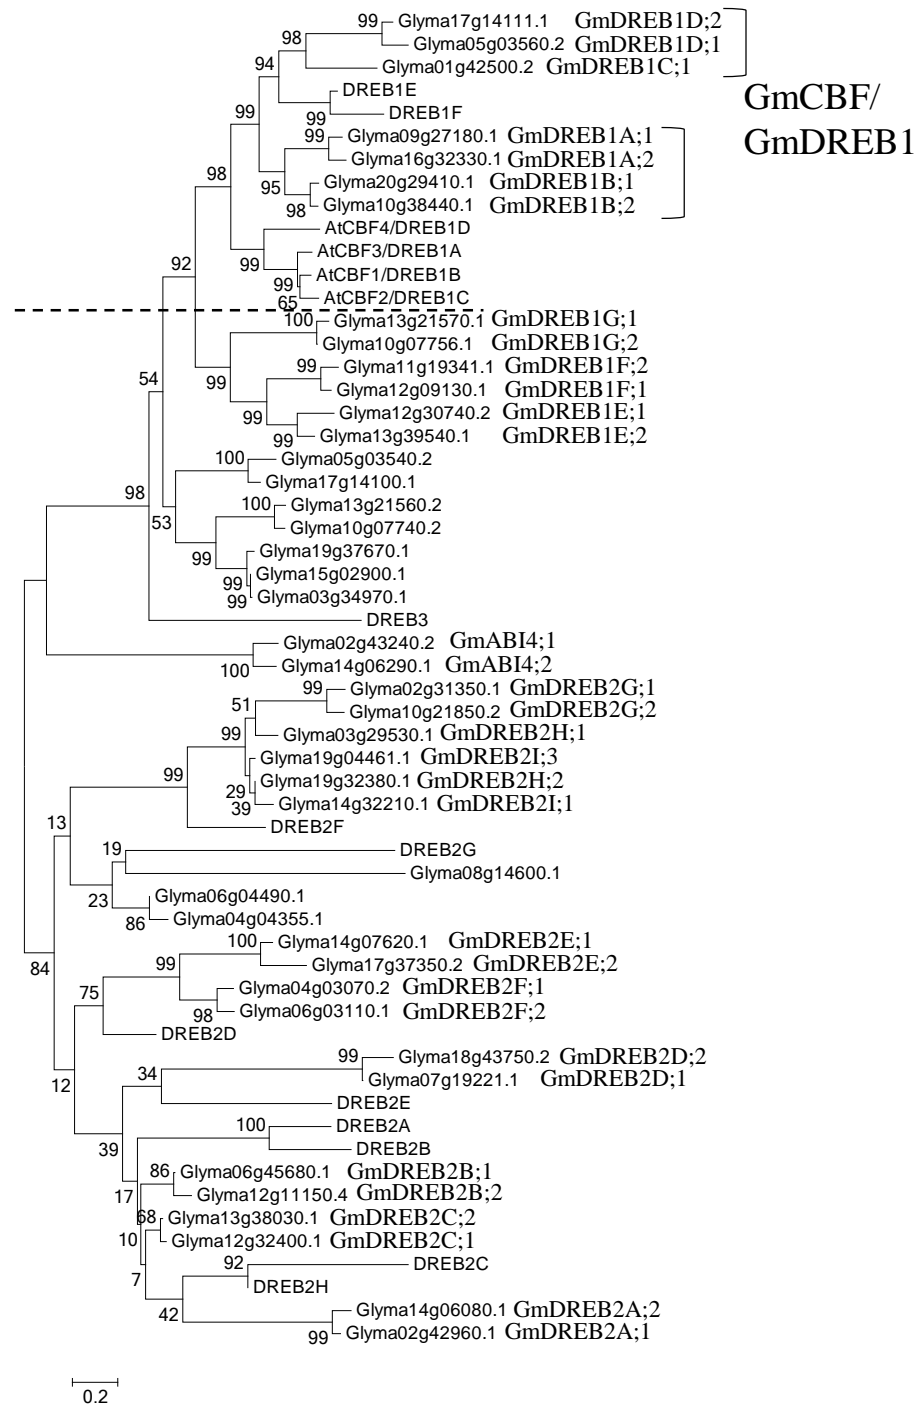 99 Glyma17g14111.1 GmDREB1D;2
98 Glyma05g03560.2 GmDREB1D;1
94 Glyma01g42500.2 GmDREB1C;1
DREB1E
GmCBF/
99 DREB1F
99 99 Glyma09g27180.1 GmDREB1A;1
GmDREB1
98 95 Glyma16g32330.1 GmDREB1A;2
Glyma20g29410.1 GmDREB1B;1
98 Glyma10g38440.1 GmDREB1B;2
AtCBF4/DREB1D
92 99 AtCBF3/DREB1A
99 AtCBF1/DREB1B
65 AtCBF2/DREB1C
100 Glyma13g21570.1 GmDREB1G;1
Glyma10g07756.1 GmDREB1G;2
54 99 99 Glyma11g19341.1 GmDREB1F;2
Glyma12g09130.1 GmDREB1F;1
99 Glyma12g30740.2 GmDREB1E;1
99 Glyma13g39540.1 GmDREB1E;2
100 Glyma05g03540.2
98 Glyma17g14100.1
53 100 Glyma13g21560.2
Glyma10g07740.2
99 Glyma19g37670.1
99 Glyma15g02900.1
99 Glyma03g34970.1
DREB3
Glyma02g43240.2 GmABI4;1
100 Glyma14g06290.1 GmABI4;2
99 Glyma02g31350.1 GmDREB2G;1
51 Glyma10g21850.2 GmDREB2G;2
99 Glyma03g29530.1 GmDREB2H;1
Glyma19g04461.1 GmDREB2I;3
99 29 Glyma19g32380.1 GmDREB2H;2
39 Glyma14g32210.1 GmDREB2I;1
13 DREB2F
19 DREB2G
Glyma08g14600.1
23 Glyma06g04490.1
86 Glyma04g04355.1
100 Glyma14g07620.1 GmDREB2E;1
84 99 Glyma17g37350.2 GmDREB2E;2
75 Glyma04g03070.2 GmDREB2F;1
98 Glyma06g03110.1 GmDREB2F;2
DREB2D
99 Glyma18g43750.2 GmDREB2D;2
12 34 Glyma07g19221.1 GmDREB2D;1
DREB2E
100 DREB2A
39 DREB2B
86 Glyma06g45680.1 GmDREB2B;1
17 Glyma12g11150.4 GmDREB2B;2
68 Glyma13g38030.1 GmDREB2C;2
10 Glyma12g32400.1 GmDREB2C;1
92 DREB2C
7 DREB2H
42 Glyma14g06080.1 GmDREB2A;2
99 Glyma02g42960.1 GmDREB2A;1
0.2